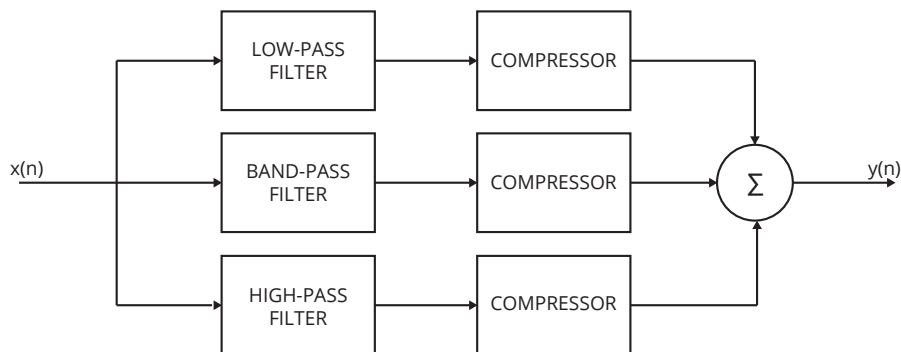 LOW-PASS
FILTER
COMPRESSOR
x(n)
BAND-PASS
FILTER
COMPRESSOR
Σ
y(n)
HIGH-PASS
FILTER
COMPRESSOR